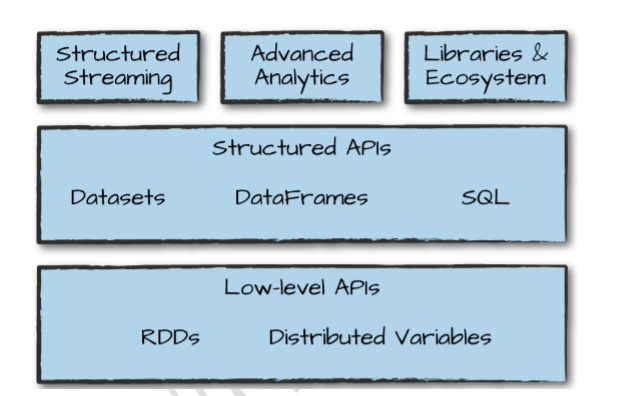 Structured
Streaming
Advanced
Analytics
Libraries &
Ecosystem
Structured APIs
Datasets DataFrames SQL
Low-level APIs
RDDs Distributed Variables